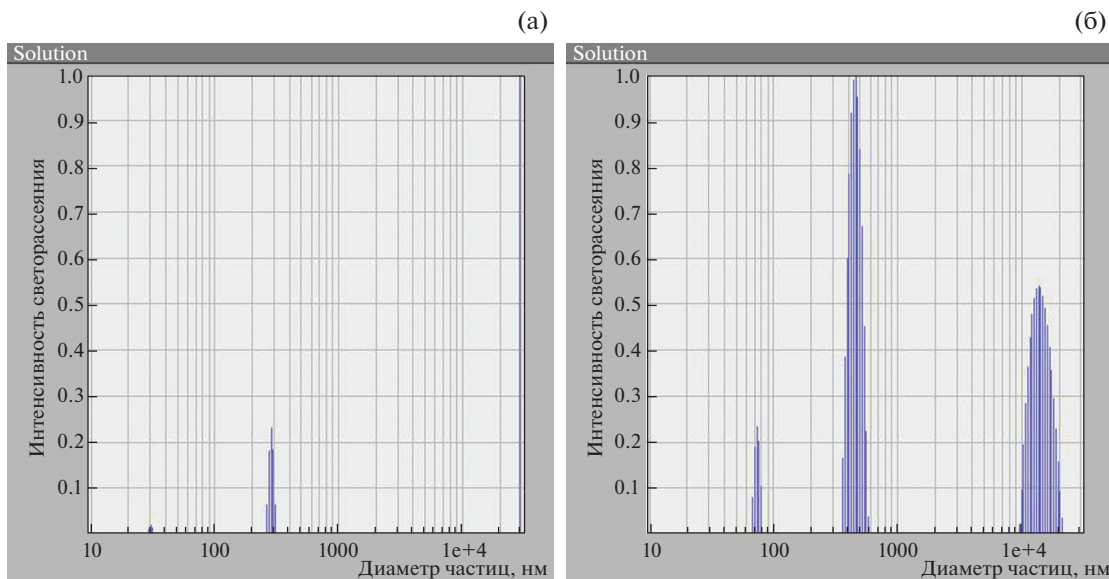 (а)
Solution
Интенсивность светорассеяния
1.0
0.9
0.8
0.7
0.6
0.5
0.4
0.3
0.2
0.1
10 100 1000 1e+4
Диаметр частиц, нм
(б)
Solution
Интенсивность светорассеяния
1.0
0.9
0.8
0.7
0.6
0.5
0.4
0.3
0.2
0.1
10 100 1000 1e+4
Диаметр частиц, нм